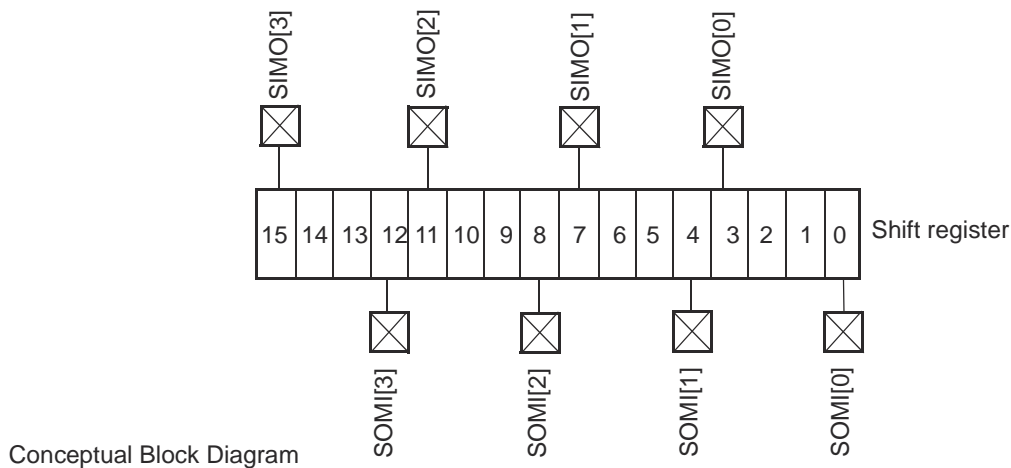 SIMO[3]
SIMO[2]
SIMO[1]
SIMO[0]
15 14 13 12 11 10 9 8 7 6 5 4 3 2 1 0
Shift register
SOMI[3]
SOMI[2]
SOMI[1]
SOMI[0]
Conceptual Block Diagram